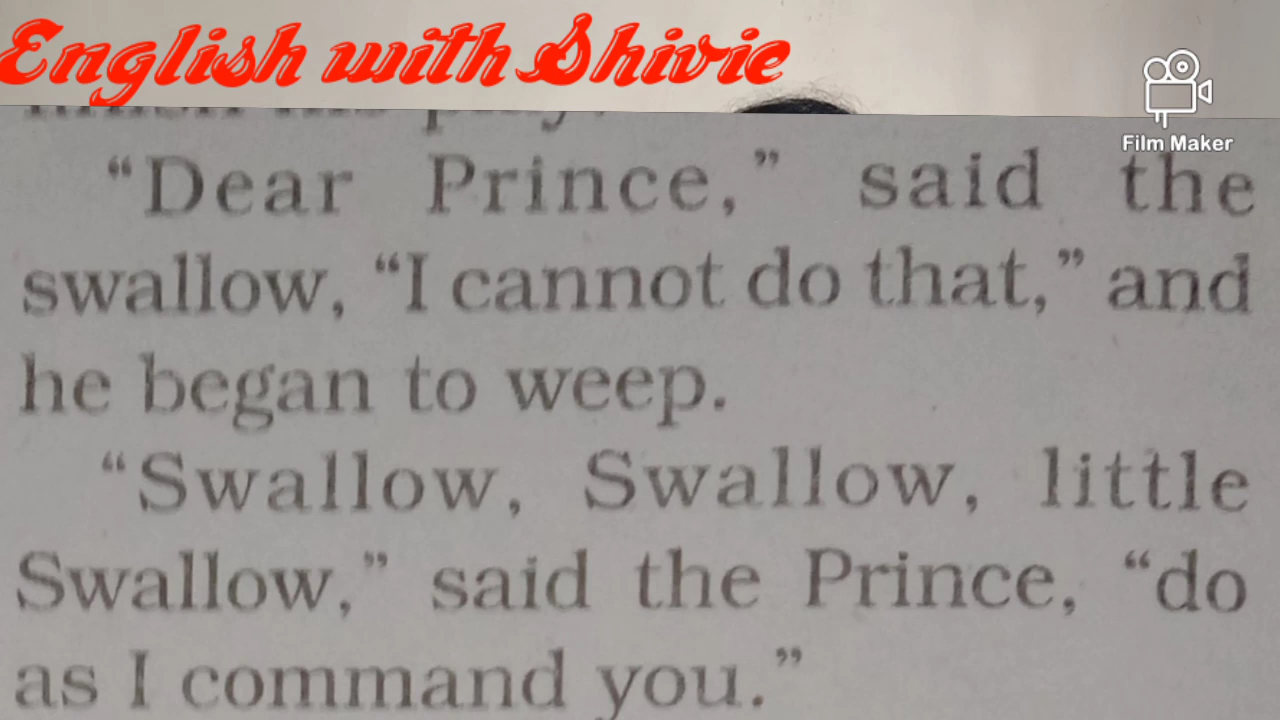 English with Shivie
Film Maker
“Dear Prince,” said the
swallow, “I cannot do that,” and
he began to weep.
“Swallow, Swallow, little
Swallow,” said the Prince, “do
as I command you.”